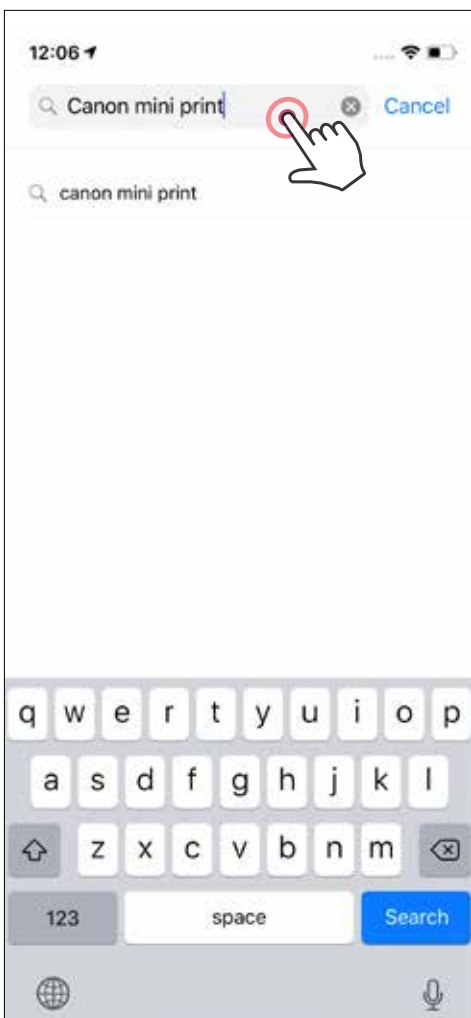 12:06
Canon mini print Cancel
canon mini print
q w e r t y u i o p
a s d f g h j k l
z x c v b n m
123 space Search